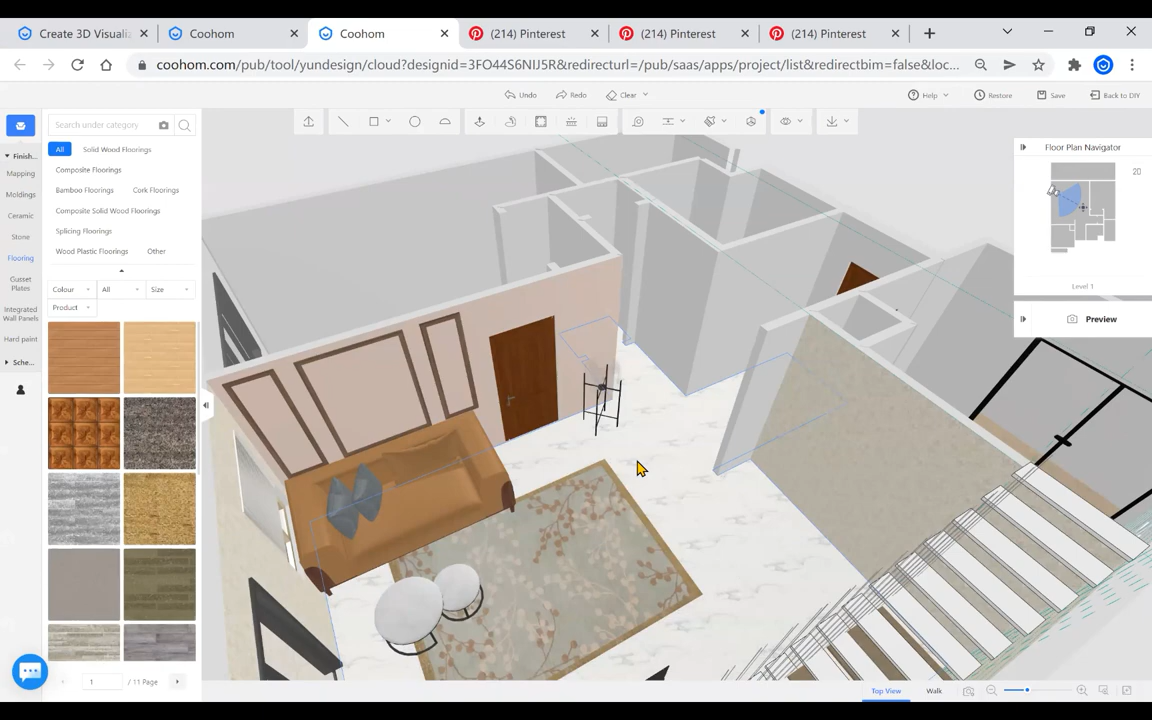 Create 3D Visualiz
Coohom
Coohom
(214) Pinterest
(214) Pinterest
(214) Pinterest
coohom.com/pub/tool/yundesign/cloud?designid=3FO44S6NIJ5R&redirecturl=/pub/saas/apps/project/list&redirectbim=false&loc...
Undo
Redo
Clear
Help
Restore
Save
Back to DIY
Search under category
Finish...
Mapping
Moldings
Ceramic
Stone
Flooring
Gusset
Plates
Integrated
Wall Panels
Hard paint
Sche...
All
Solid Wood Floorings
Composite Floorings
Bamboo Floorings
Cork Floorings
Composite Solid Wood Floorings
Splicing Floorings
Wood Plastic Floorings
Other
Colour
All
Size
Product
1
/ 11 Page
Floor Plan Navigator
2D
Level 1
Preview
Top View
Walk